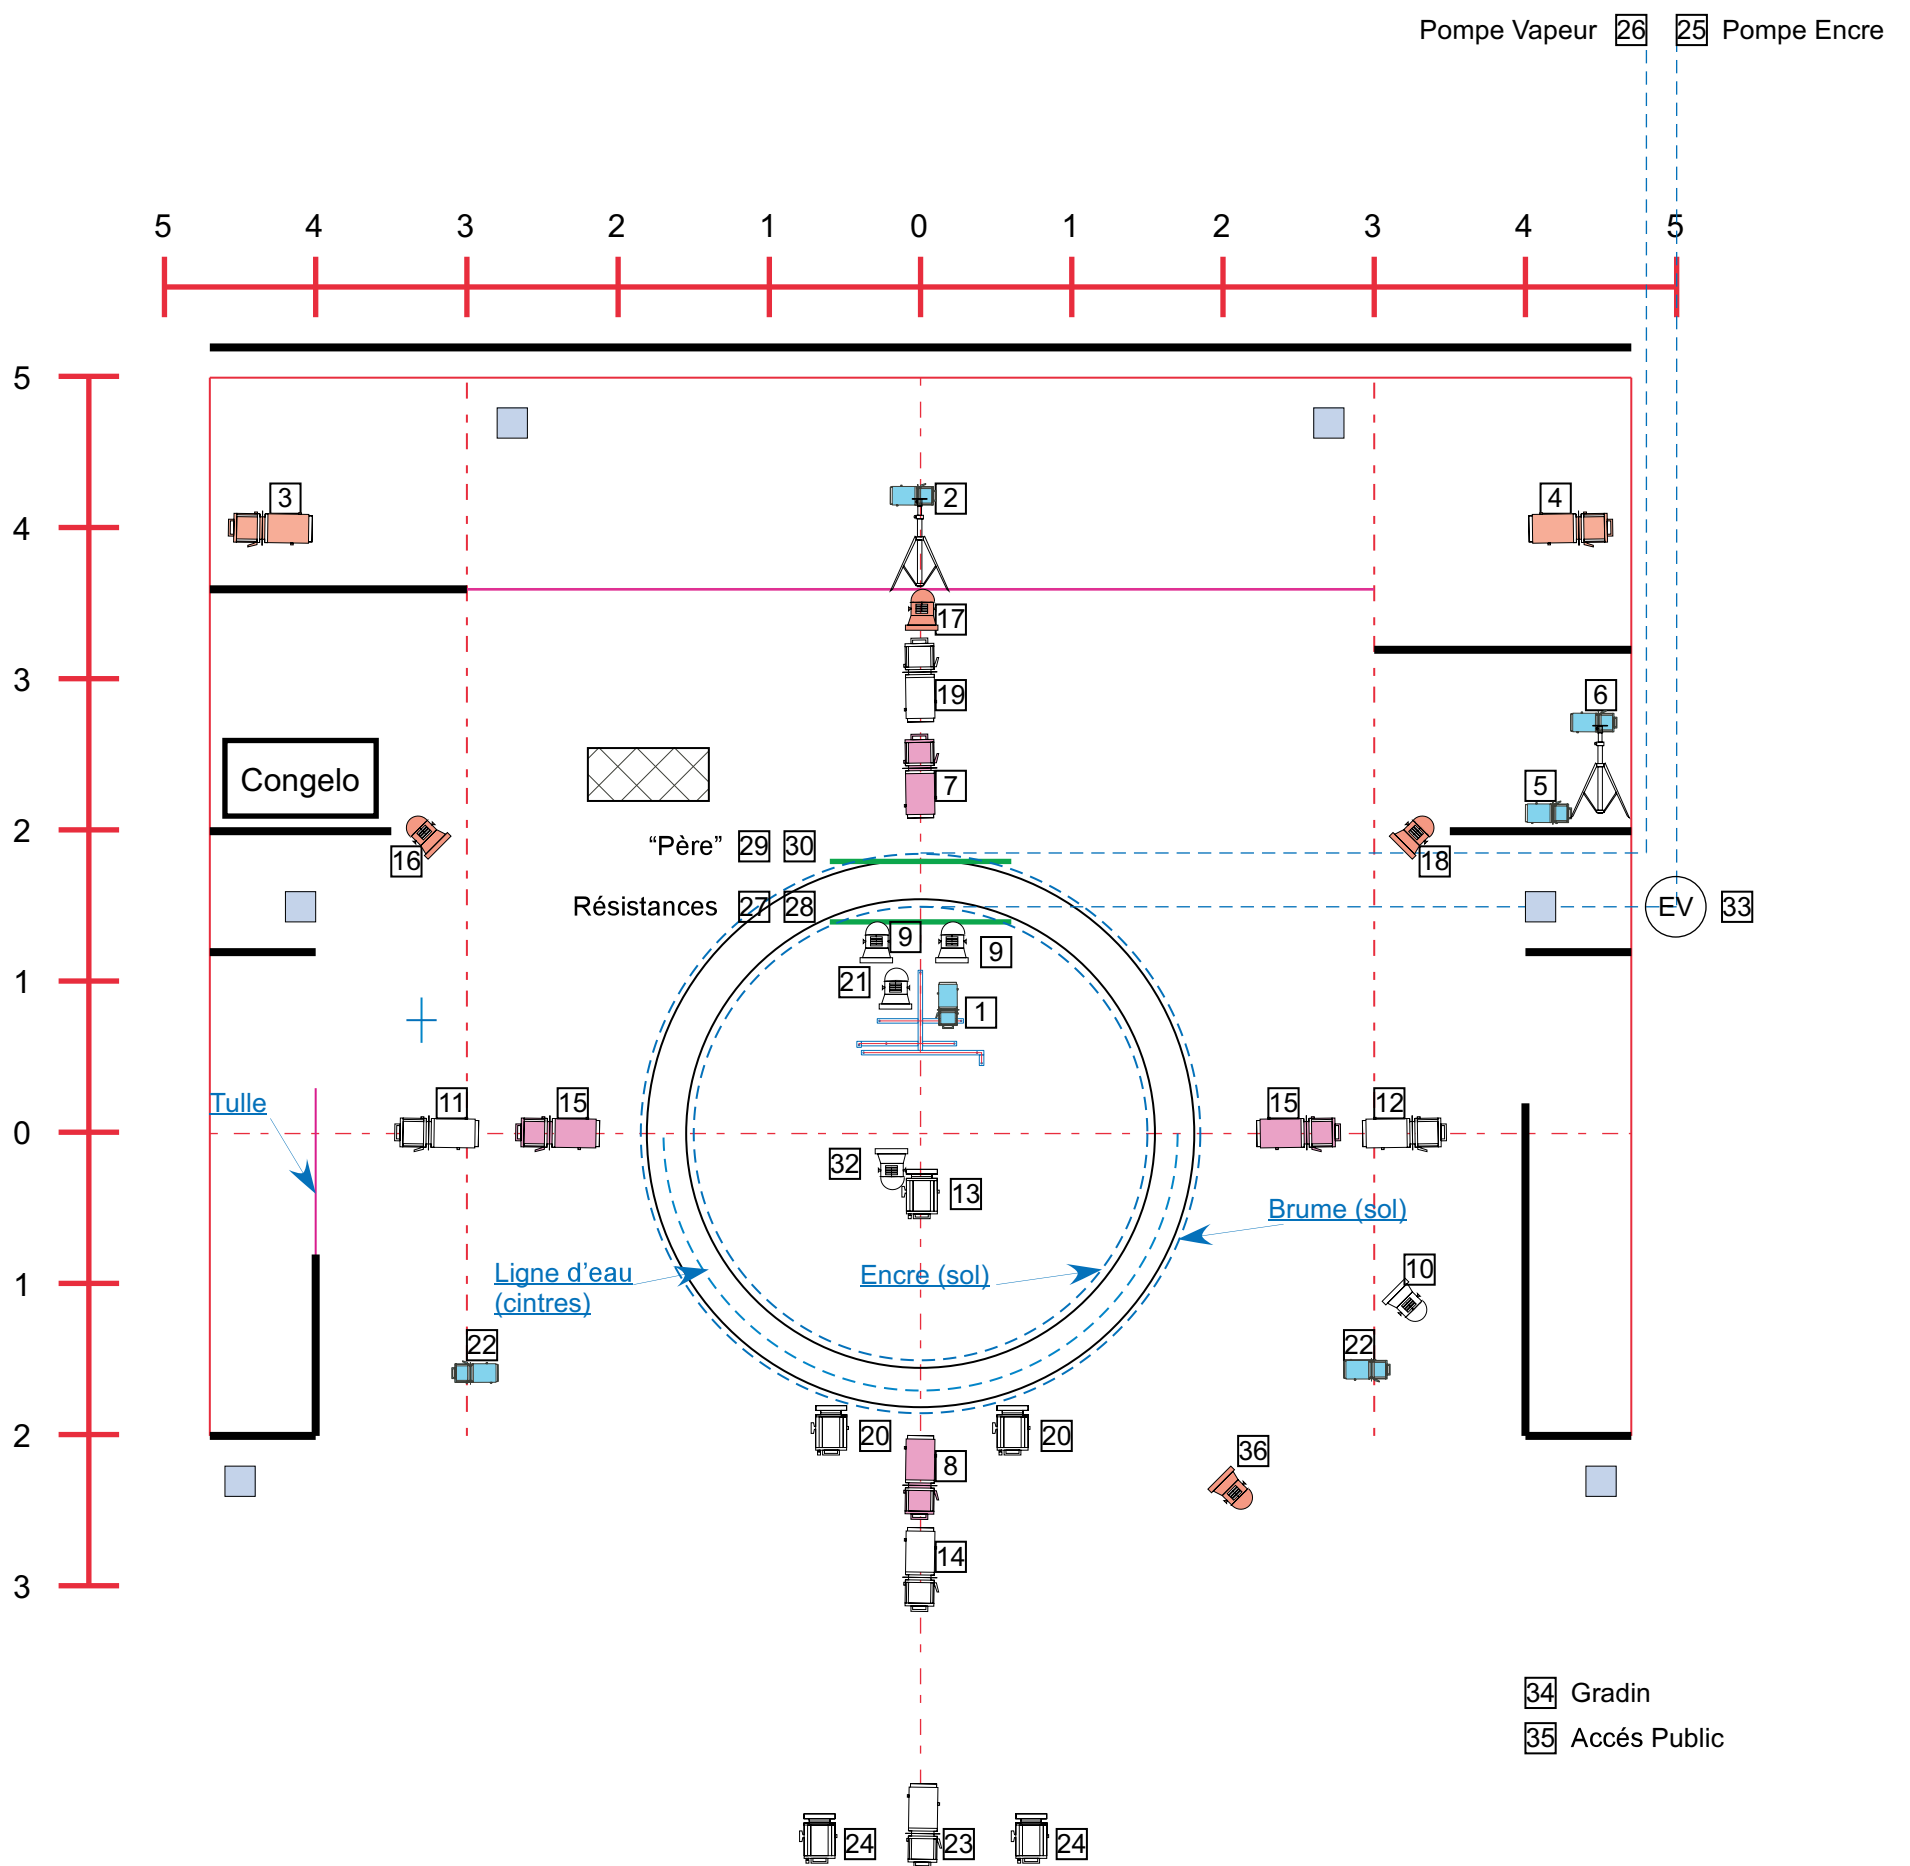 Pompe Vapeur 26 25 Pompe Encre
5 4 3 2 1 0 1 2 3 4 5
5
3 2 4
4
17
3 19 6
Congelo 7 5
2 “Père” 29 30
16 18
Résistances 27 28 EV 33
9 9
1 21 1
Tulle 11 15 15 12
0
32 13
Brume (sol)
Ligne d’eau
(cintres)
Encre (sol)
1 10
22 22
2 20 20
36
8
14
3
34 Gradin
35 Accés Public
24 23 24